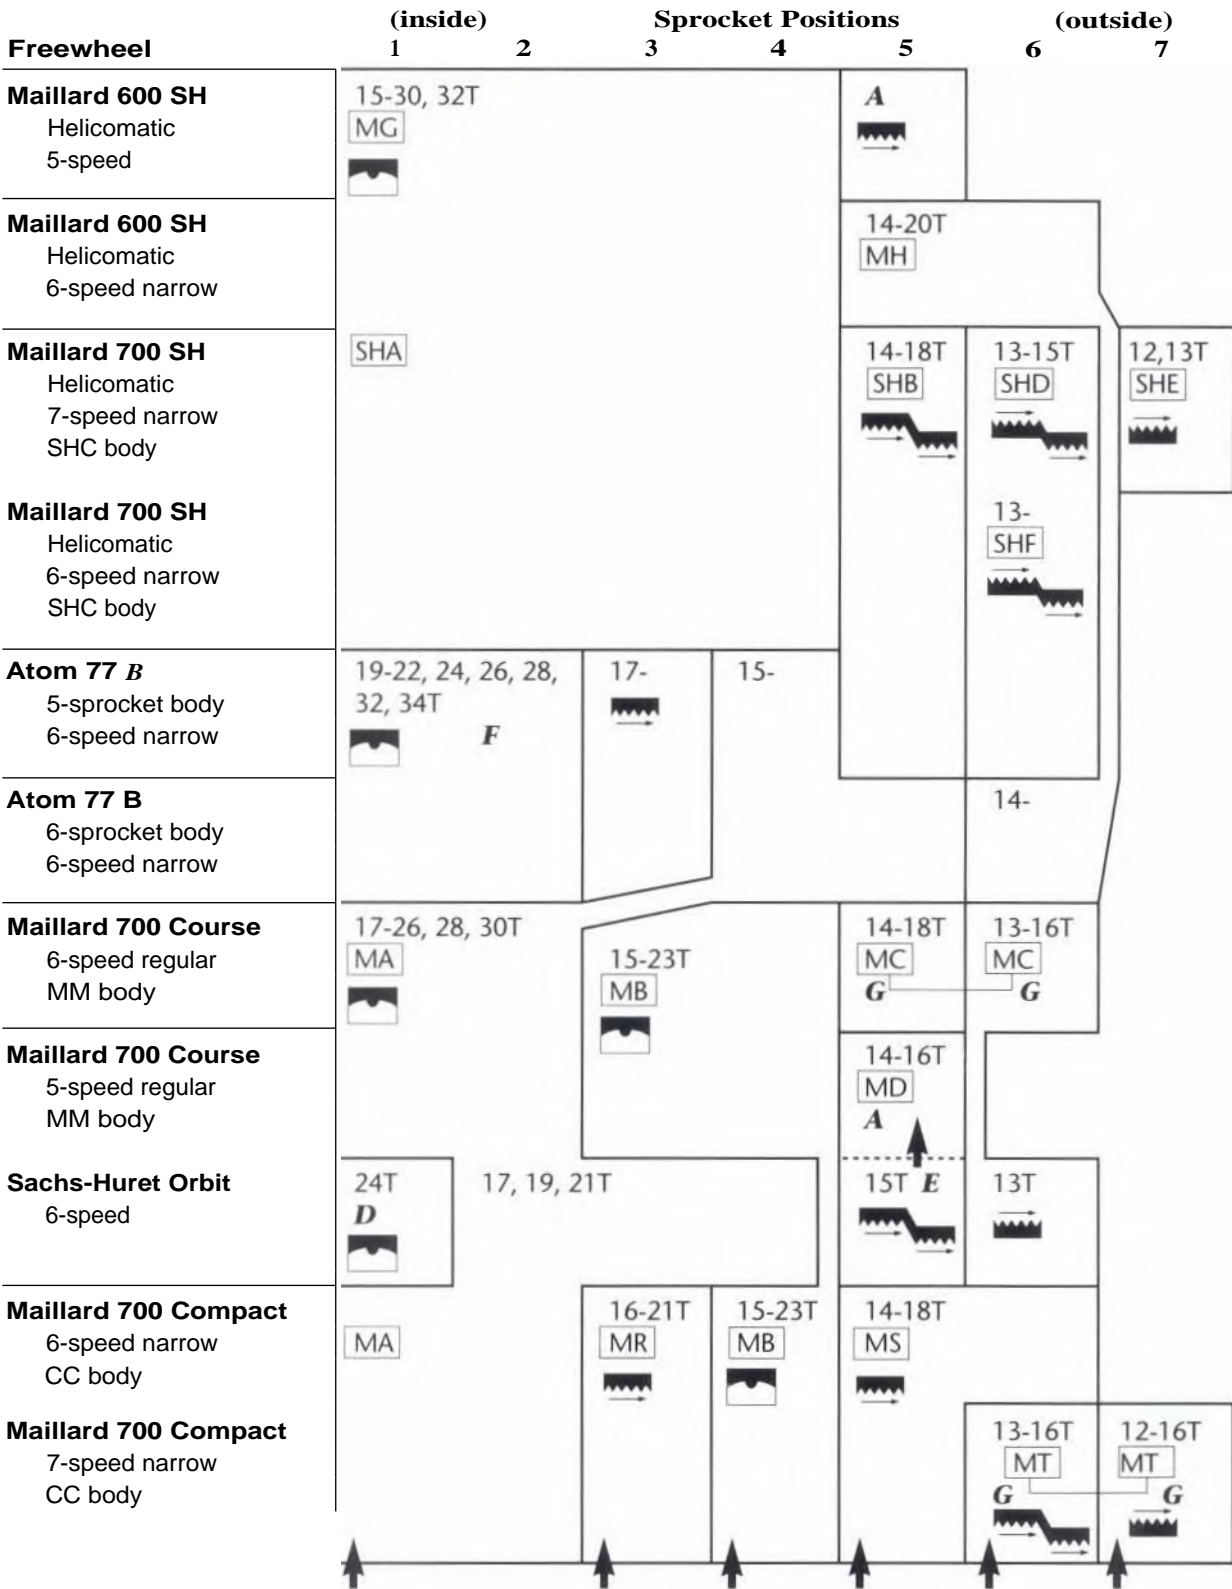 (inside) Sprocket Positions (outside)
Freewheel 1 2 3 4 5 6 7
Maillard 600 SH 15-30, 32T A
Helicomatic MG
5-speed
Maillard 600 SH 14-20T
Helicomatic MH
6-speed narrow
Maillard 700 SH SHA 14-18T 13-15T 12,13T
Helicomatic SHB SHD SHE
7-speed narrow
SHC body
Maillard 700 SH 13-
Helicomatic SHF
6-speed narrow
SHC body
Atom 77 B 19-22, 24, 26, 28, 17- 15-
5-sprocket body 32, 34T
6-speed narrow F
Atom 77 B 14-
6-sprocket body
6-speed narrow
Maillard 700 Course 17-26, 28, 30T 14-18T 13-16T
6-speed regular MA 15-23T MC MC
MM body MB G G
Maillard 700 Course 14-16T
5-speed regular MD
MM body A
Sachs-Huret Orbit 24T 17, 19, 21T 15T E 13T
6-speed D
Maillard 700 Compact 16-21T 15-23T 14-18T
6-speed narrow MA MR MB MS
CC body
Maillard 700 Compact 13-16T 12-16T
7-speed narrow MT MT
CC body G G